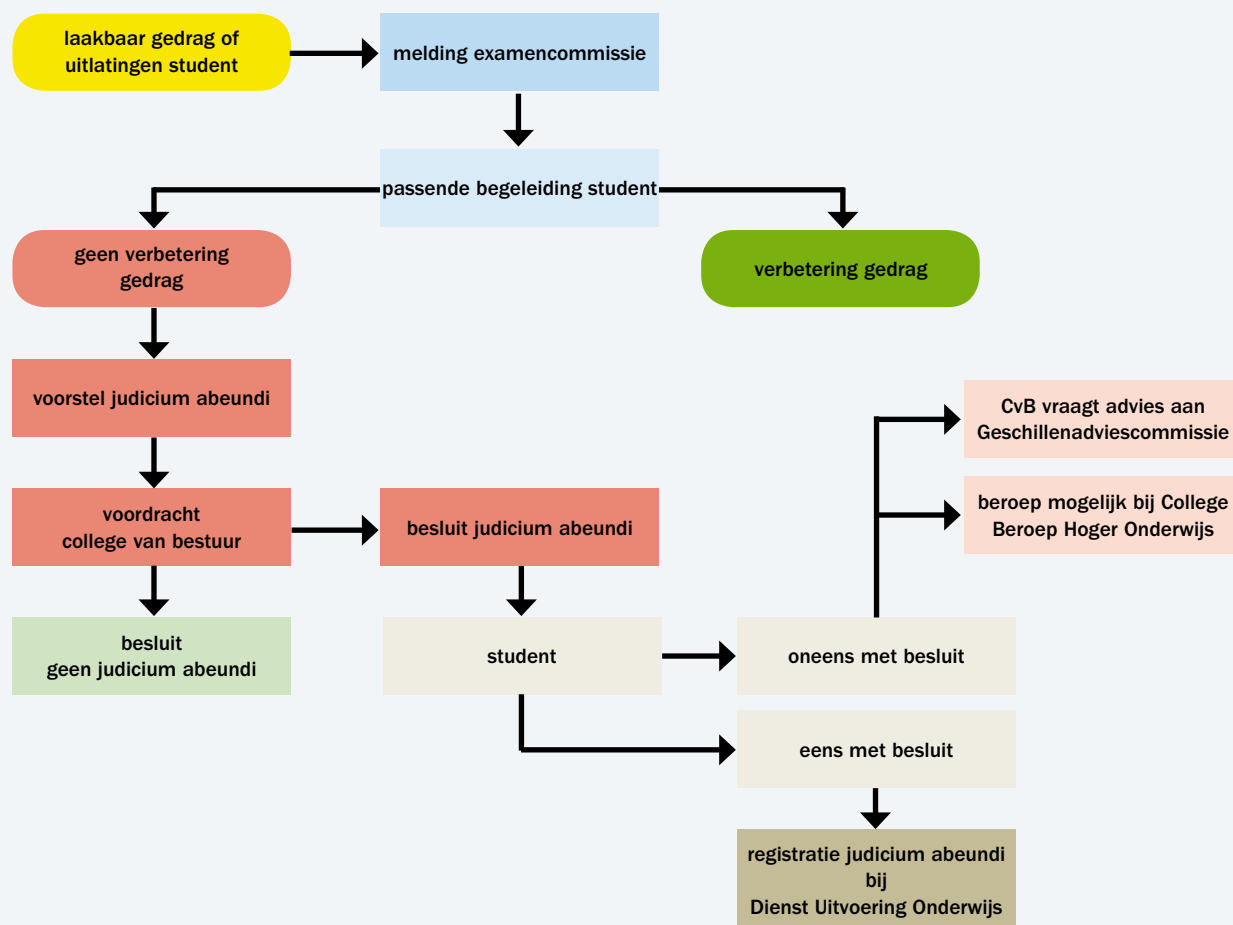 laakbaar gedrag of
uitlatingen student
melding examencommissie
passende begeleiding student
geen verbetering
gedrag
verbetering gedrag
voorstel judicium abeundi
CvB vraagt advies aan
Geschillenadviescommissie
voordracht
college van bestuur
besluit judicium abeundi
beroep mogelijk bij College
Beroep Hoger Onderwijs
besluit
geen judicium abeundi
student
oneens met besluit
eens met besluit
registratie judicium abeundi
bij
Dienst Uitvoering Onderwijs